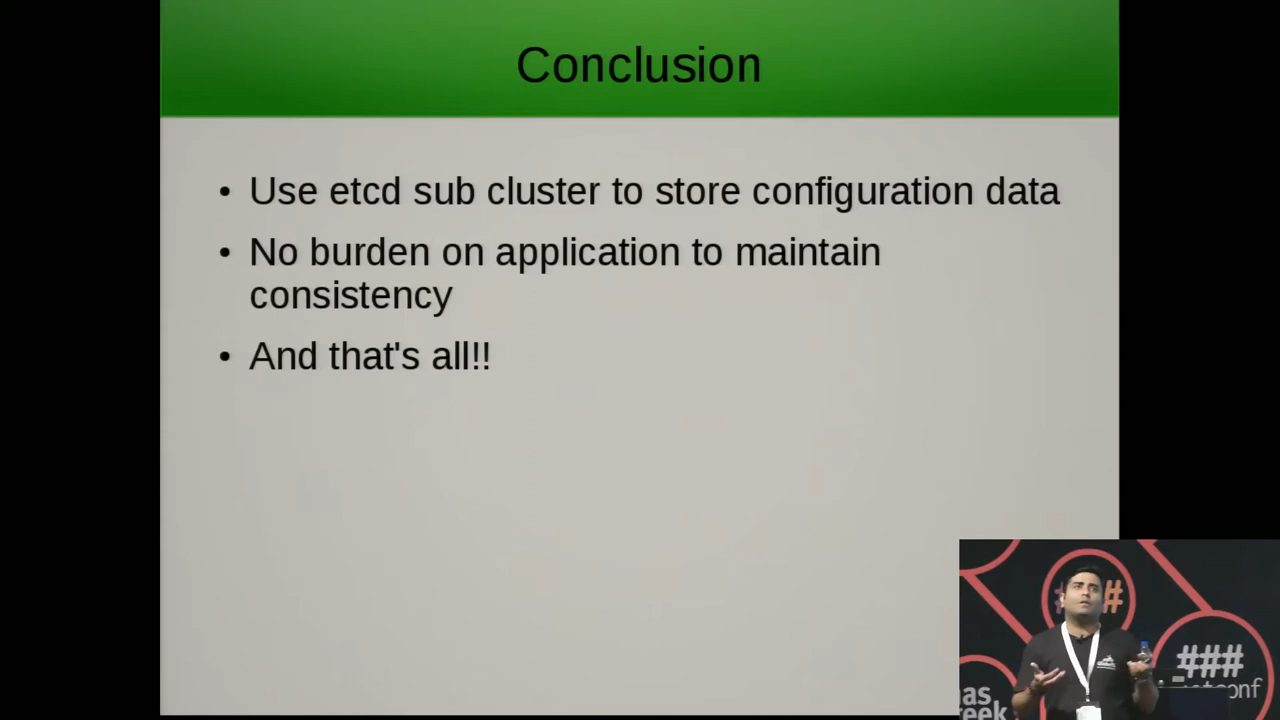 Conclusion
• Use etcd sub cluster to store configuration data
• No burden on application to maintain
consistency
• And that's all!!
###